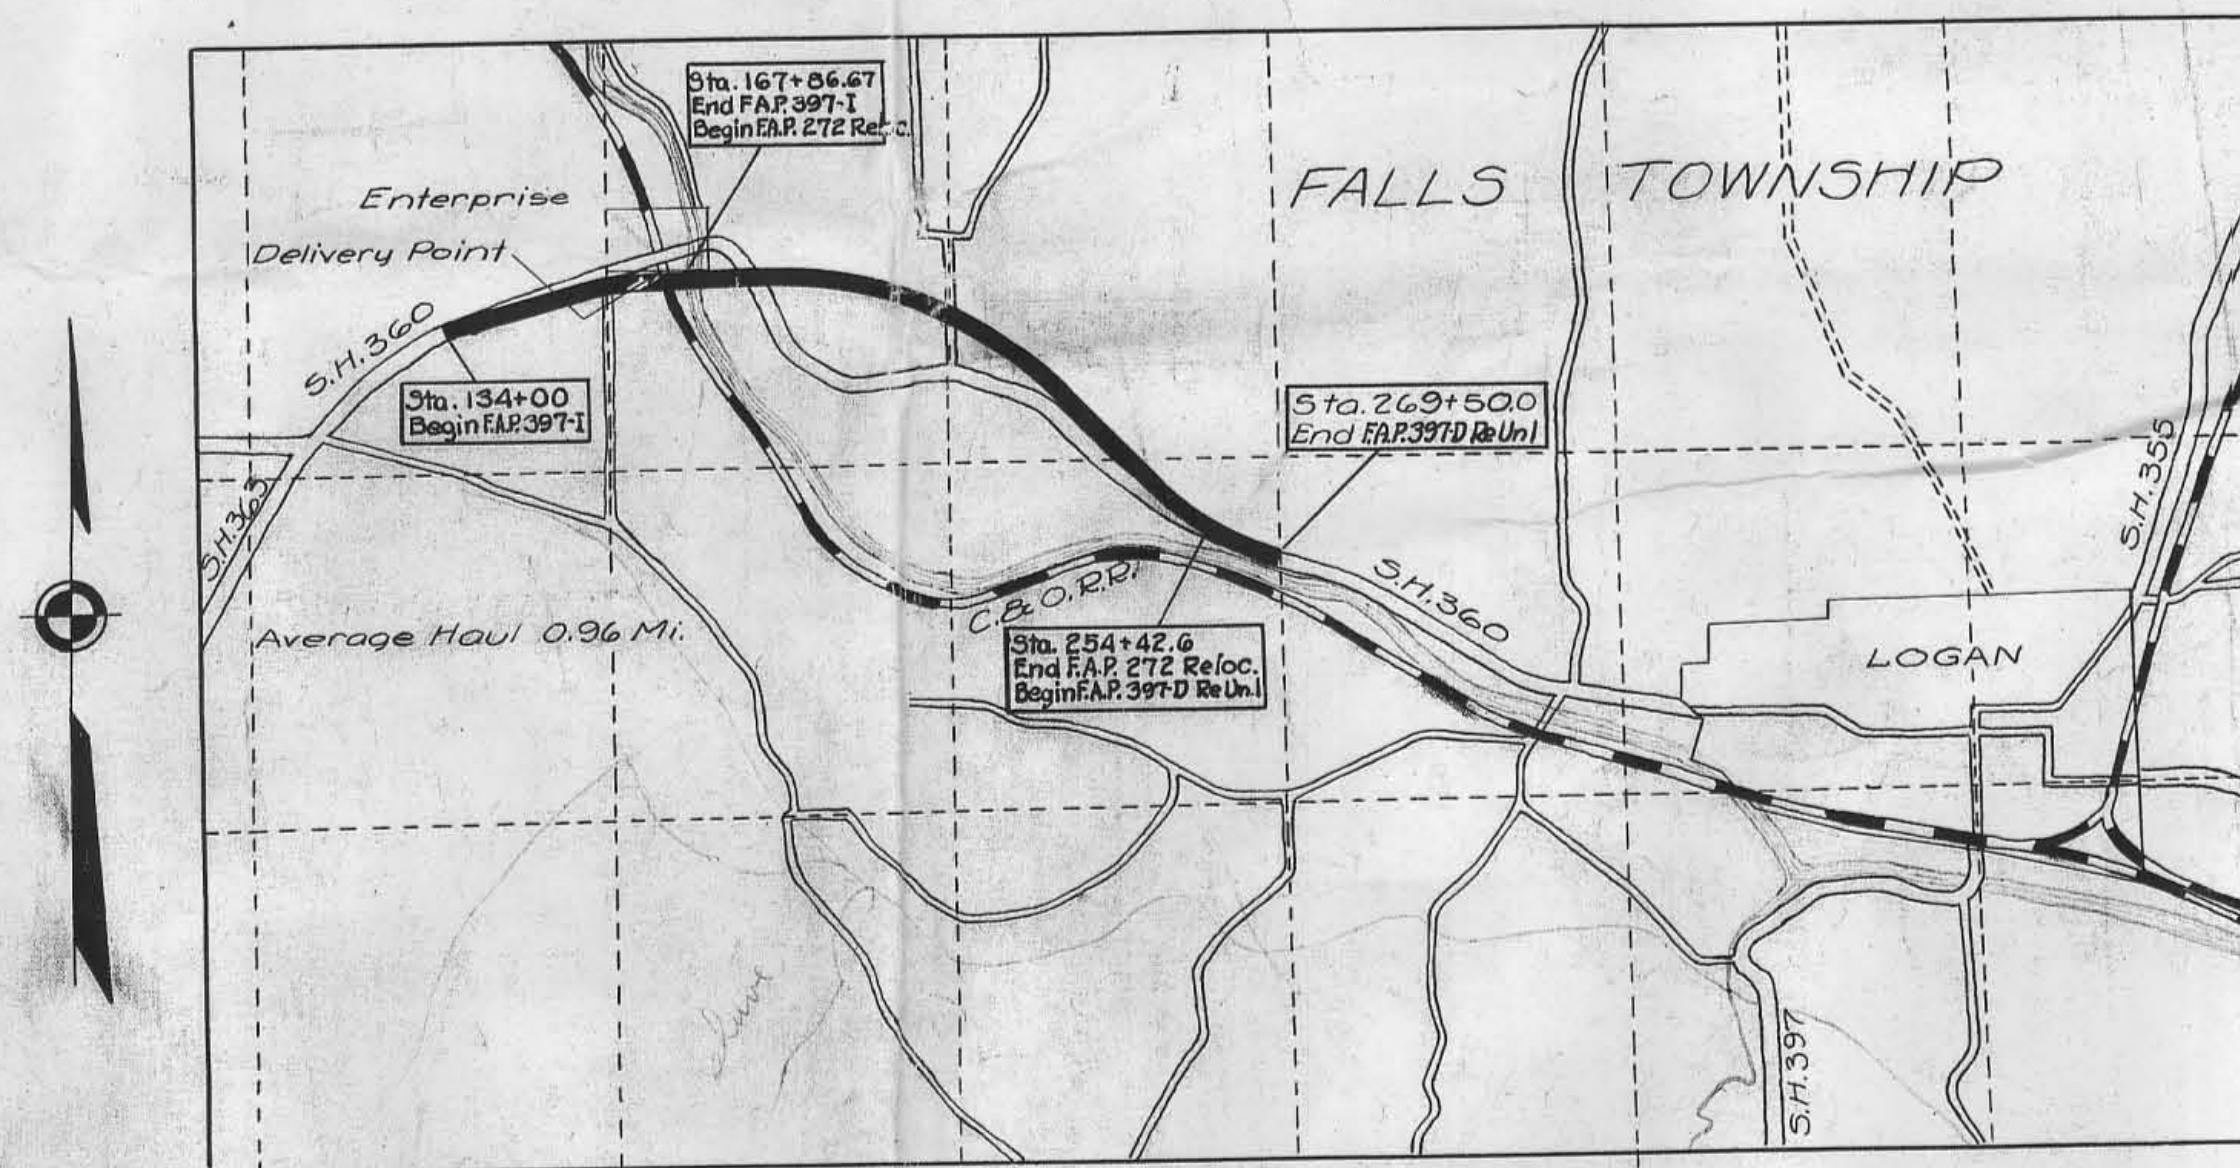 Sta. 167+86.67
End F.A.P. 397-I
Begin F.A.P. 272
FALLS TOWNSHIP
Enterprise
Delivery Point
S.H. 360
Sta. 134+00
Begin F.A.P. 397-I
Sta. 269+50.0
End F.A.P. 397-D Re Un 1
S.H. 355
S.H. 363
C. & O. R.R.
S.H. 360
Average Haul 0.96 Mi.
Sta. 254+42.6
End F.A.P. 272 Reloc.
Begin F.A.P. 397-D Re Un. 1
LOGAN
S.H. 397